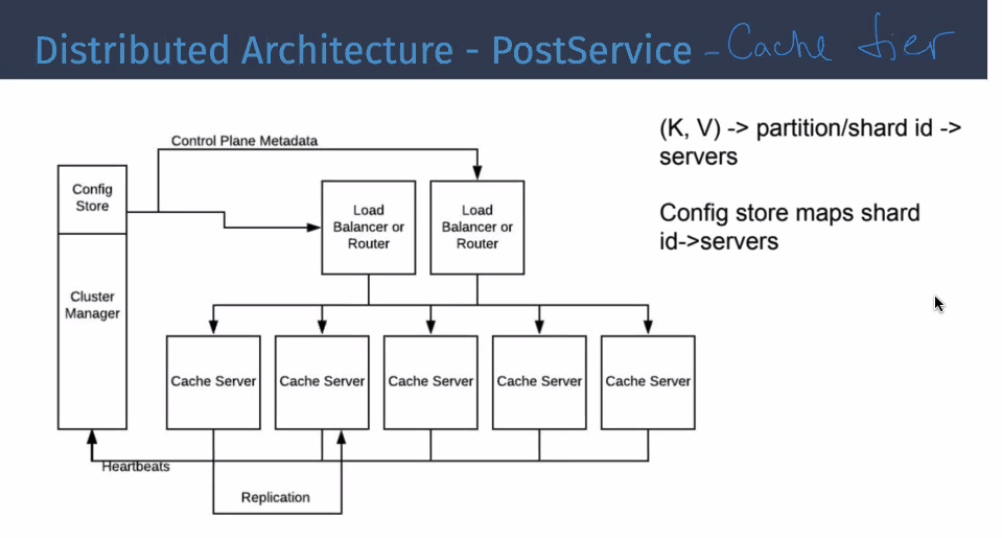 Distributed Architecture - PostService - Cache tier
(K, V) -> partition/shard id ->
servers
Config store maps shard
id->servers
Control Plane Metadata
Config
Store
Load
Balancer or
Router
Load
Balancer or
Router
Cluster
Manager
Cache Server
Cache Server
Cache Server
Cache Server
Cache Server
Heartbeats
Replication